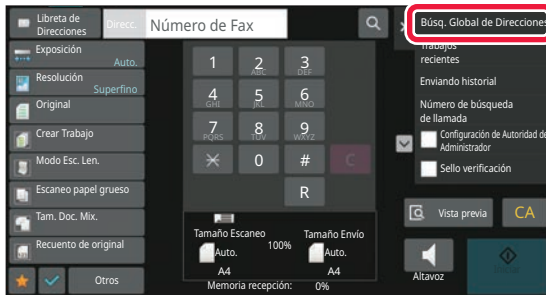 Libreta de
Direcciones
Direcc.
Número de Fax
Búsq. Global de Direcciones
Trabajos
recientes
Enviando historial
Número de búsqueda
de llamada
Configuración de Autoridad de
Administrador
Sello verificación
Exposición
Auto.
Resolución
Superfino
Original
Crear Trabajo
Modo Esc. Len.
Escaneo papel grueso
Tam. Doc. Mix.
Recuento de original
Otros
1
2
ABC
3
DEF
4
GHI
5
JKL
6
MNO
7
PQRS
8
TUV
9
WXYZ
0
#
C
R
Tamaño Escaneo
Tamaño Envío
Auto.
100%
Auto.
A4
A4
Memoria recepción:
0%
Vista previa
CA
Altavoz